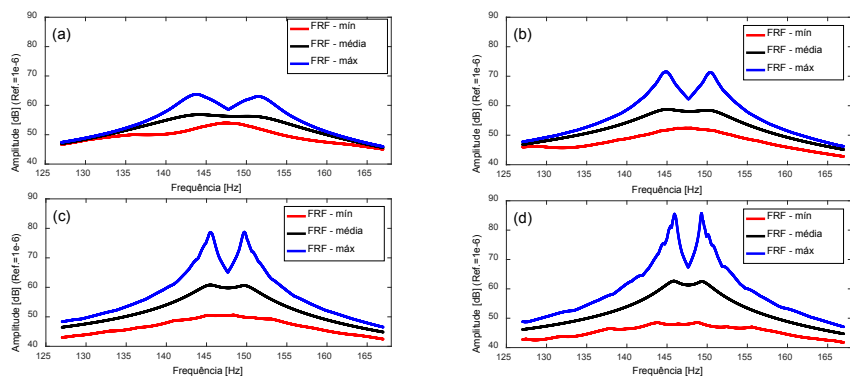 90
80
70
60
50
40
Amplitude [dB] (Ref.=1e-6)
(a)
FRF - mín
FRF - média
FRF - máx
125 130 135 140 145 150 155 160 165
Frequência [Hz]
90
80
70
60
50
40
Amplitude [dB] (Ref.=1e-6)
(b)
FRF - mín
FRF - média
FRF - máx
125 130 135 140 145 150 155 160 165
Frequência [Hz]
90
80
70
60
50
40
Amplitude [dB] (Ref.=1e-6)
(c)
FRF - mín
FRF - média
FRF - máx
125 130 135 140 145 150 155 160 165
Frequência [Hz]
90
80
70
60
50
40
Amplitude [dB] (Ref.=1e-6)
(d)
FRF - mín
FRF - média
FRF - máx
125 130 135 140 145 150 155 160 165
Frequência [Hz]